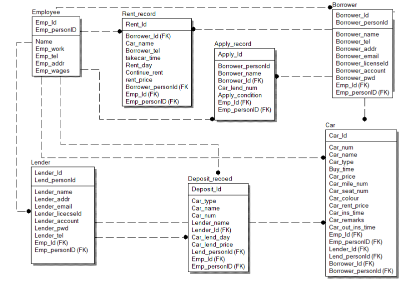 Employee
Emp_Id
Emp_personID
Name
Emp_work
Emp_tel
Emp_addr
Emp_wages
Rent_record
Rent_Id
Borrower_Id (FK)
Car_name
Borrower_tel
takecar_time
Rent_day
Continue_rent
rent_price
Borrower_personId (FK)
Emp_Id (FK)
Emp_personID (FK)
Apply_record
Apply_Id
Borrower_personId
Borrower_name
Borrower_Id (FK)
Car_lend_num
Apply_condition
Emp_Id (FK)
Emp_personID (FK)
Borrower
Borrower_Id
Borrower_personId
Borrower_name
Borrower_tel
Borrower_addr
Borrower_email
Borrower_licenseId
Borrower_account
Borrower_pwd
Emp_Id (FK)
Emp_personID (FK)
Lender
Lender_Id
Lend_personId
Lender_name
Lender_addr
Lender_email
Lender_licecseId
Lender_account
Lender_pwd
Lender_tel
Emp_Id (FK)
Emp_personID (FK)
Deposit_recoed
Deposit_Id
Car_type
Car_name
Car_num
Lender_name
Lender_Id (FK)
Car_lend_day
Car_lend_price
Lend_personId (FK)
Emp_Id (FK)
Emp_personID (FK)
Car
Car_Id
Car_num
Car_name
Car_type
Buy_time
Car_price
Car_mile_num
Car_seat_num
Car_colour
Car_rent_price
Car_ins_time
Car_remarks
Car_out_ins_time
Emp_Id (FK)
Emp_personID (FK)
Lender_Id (FK)
Lend_personId (FK)
Borrower_Id (FK)
Borrower_personId (FK)